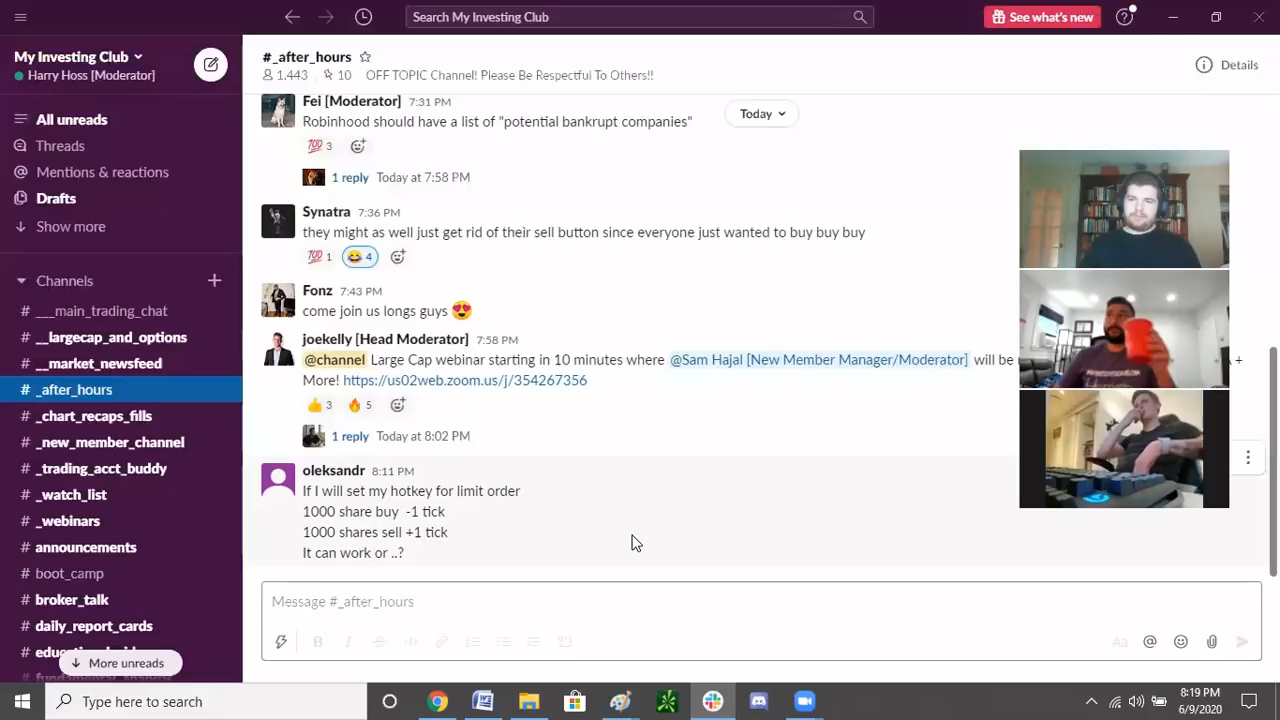 Search My Investing Club
See what's new
My Investing Club
Harry Hoss [Moderator]
All unreads
Threads
Mentions & reactions
Drafts
Show more
Channels
# ___main_trading_chat
# __largecap_and_options
# __market_newsfeed
# _after_hours
# _chart_recaps_fills
# _new_member_channel
# _trading_acct_buddy
# _watch_list
# _webinars
# announcements
# boot_camp
# broker_talk
# daily_report_cards
More unreads
#_after_hours
1,443 10 OFF TOPIC Channel! Please Be Respectful To Others!!
Details
Today
Fei [Moderator] 7:31 PM
Robinhood should have a list of "potential bankrupt companies"
3
1 reply Today at 7:58 PM
Synatra 7:36 PM
they might as well just get rid of their sell button since everyone just wanted to buy buy buy
1 4
Fonz 7:43 PM
come join us longs guys
joekelly [Head Moderator] 7:58 PM
@channel Large Cap webinar starting in 10 minutes where @Sam Hajal [New Member Manager/Moderator] will be +
More! https://us02web.zoom.us/j/354267356
3 5
1 reply Today at 8:02 PM
oleksandr 8:11 PM
If I will set my hotkey for limit order
1000 share buy -1 tick
1000 shares sell +1 tick
It can work or ..?
Message #_after_hours
Type here to search
8:19 PM
6/9/2020